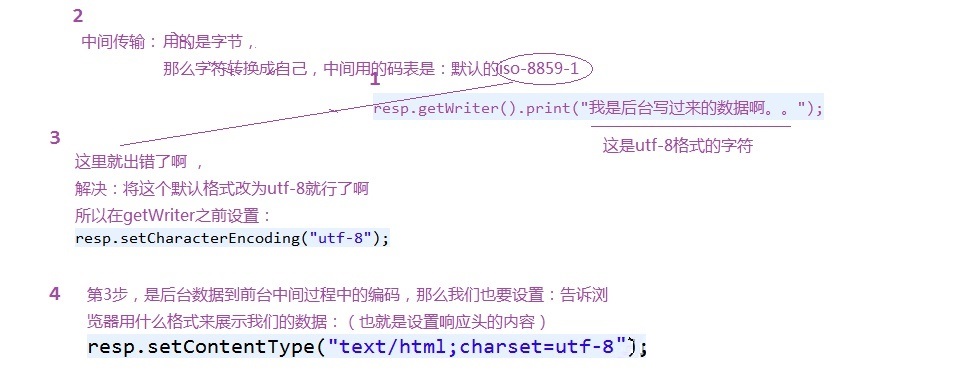 2
中间传输：用的是字节，
那么字符转换成自己，中间用的码表是：默认的iso-8859-1
1
resp.getWriter().print("我是后台写过来的数据啊。。");
这是utf-8格式的字符
3
这里就出错了啊，
解决：将这个默认格式改为utf-8就行了啊
所以在getWriter之前设置：
resp.setCharacterEncoding("utf-8");
4
第3步，是后台数据到前台中间过程中的编码，那么我们也要设置：告诉浏
览器用什么格式来展示我们的数据：（也就是设置响应头的内容）
resp.setContentType("text/html;charset=utf-8");